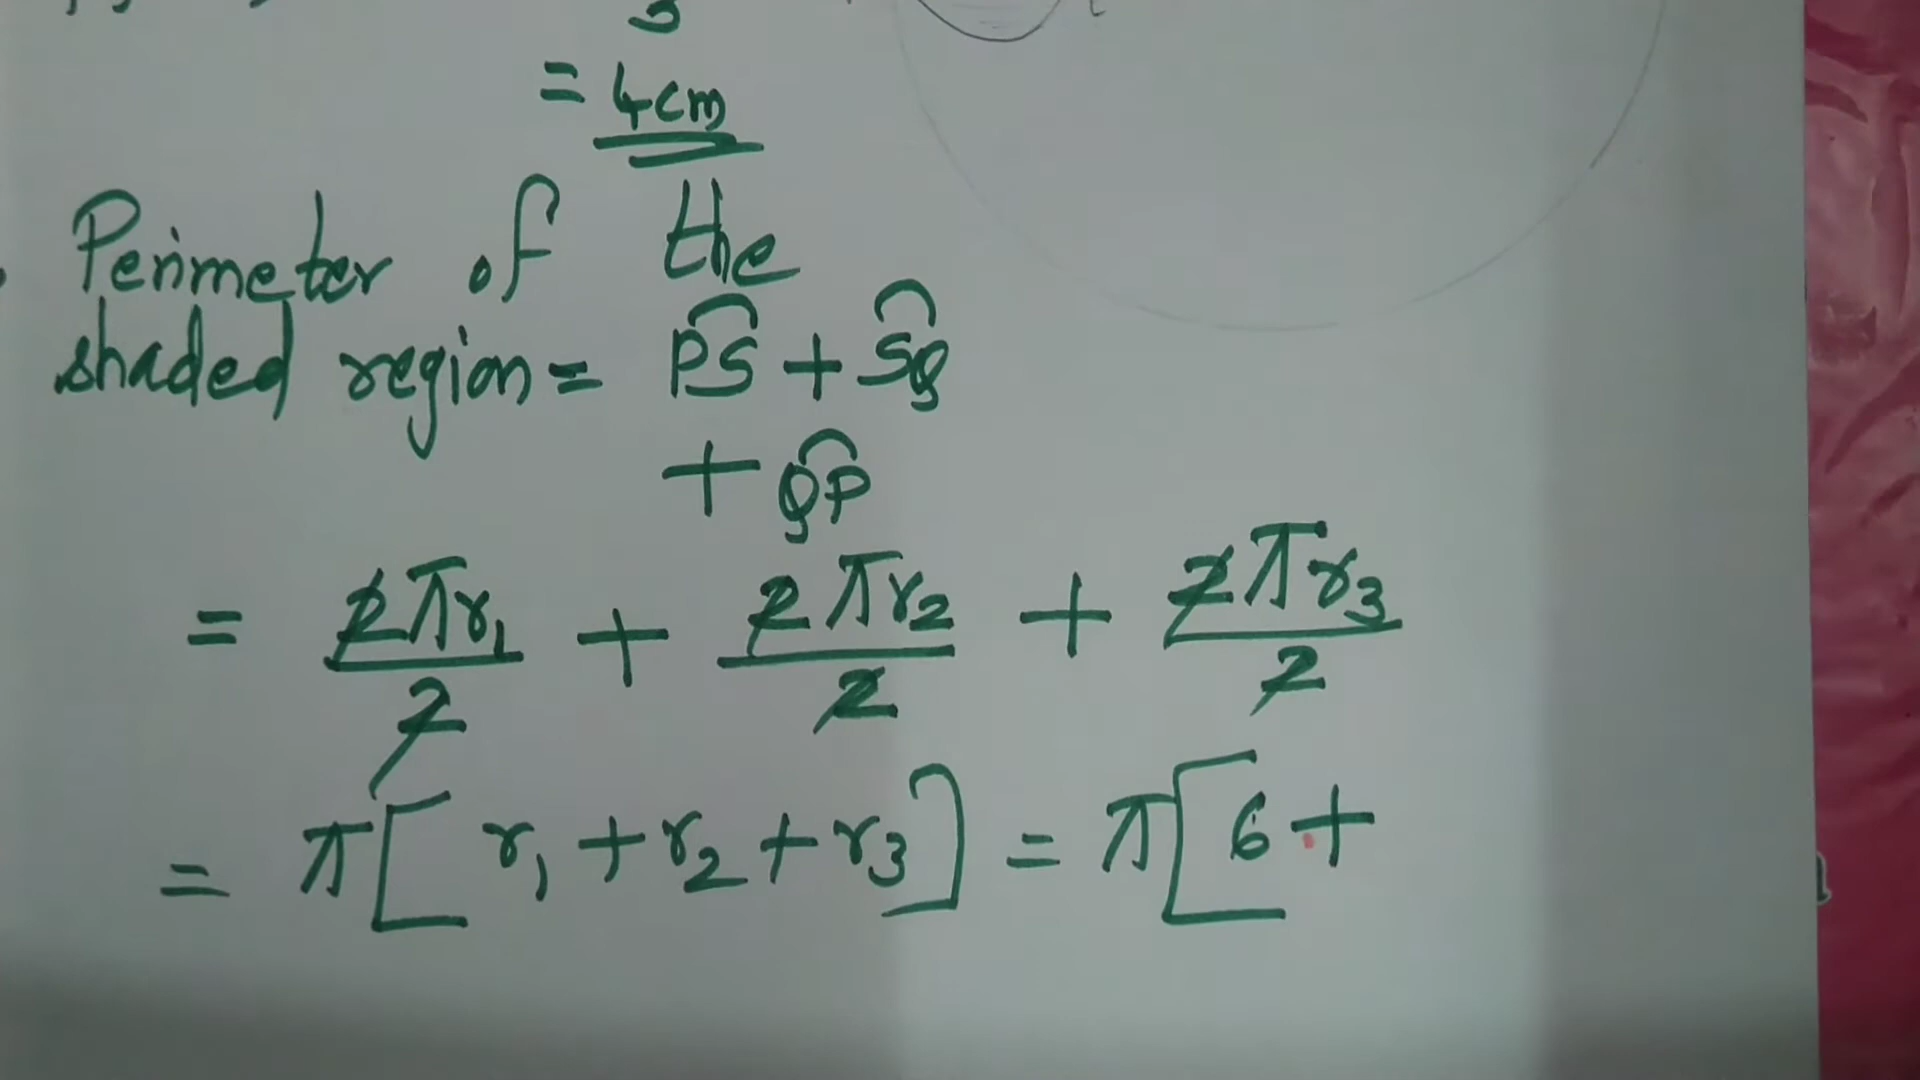 3
= 4cm
Perimeter of the
shaded region = PS + SQ
+ QP
= 2πr₁/2 + 2πr₂/2 + 2πr₃/2
= π[ r₁ + r₂ + r₃ ] = π[ 6 +